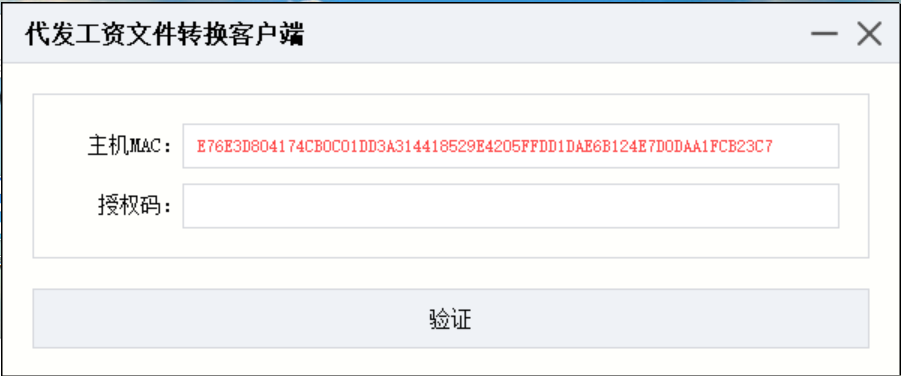 代发工资文件转换客户端
主机MAC: E76E3D804174CB0C01DD3A314418529E4205FFDD1DAE6B124E7D0DAA1FCB23C7
授权码:
验证